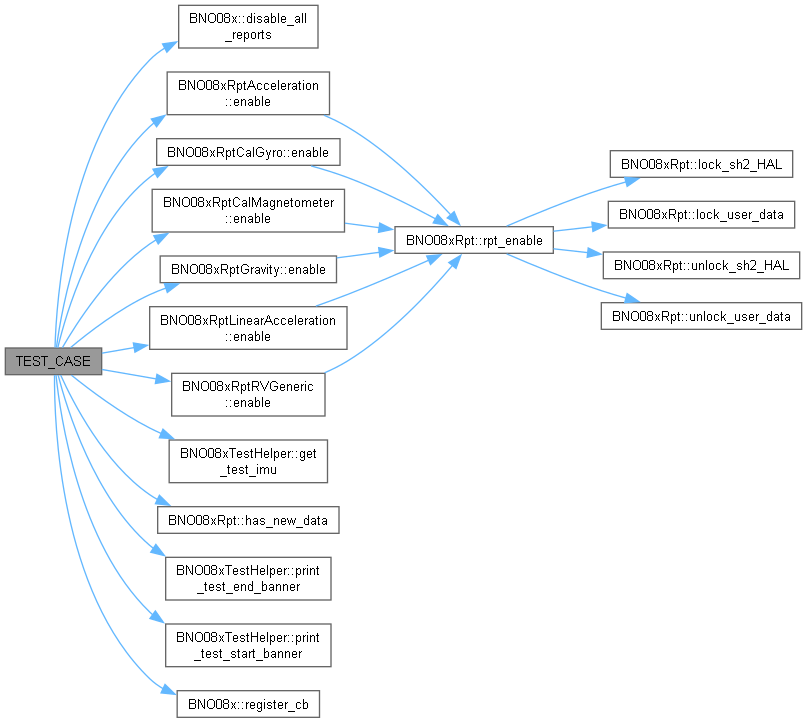 BNO08x::disable_all
_reports
BNO08xRptAcceleration
::enable
BNO08xRptCalGyro::enable
BNO08xRptCalMagnetometer
::enable
BNO08xRptGravity::enable
BNO08xRptLinearAcceleration
::enable
BNO08xRptRVGeneric
::enable
BNO08xTestHelper::get
_test_imu
BNO08xRpt::has_new_data
BNO08xTestHelper::print
_test_end_banner
BNO08xTestHelper::print
_test_start_banner
BNO08x::register_cb
TEST_CASE
BNO08xRpt::rpt_enable
BNO08xRpt::lock_sh2_HAL
BNO08xRpt::lock_user_data
BNO08xRpt::unlock_sh2_HAL
BNO08xRpt::unlock_user_data